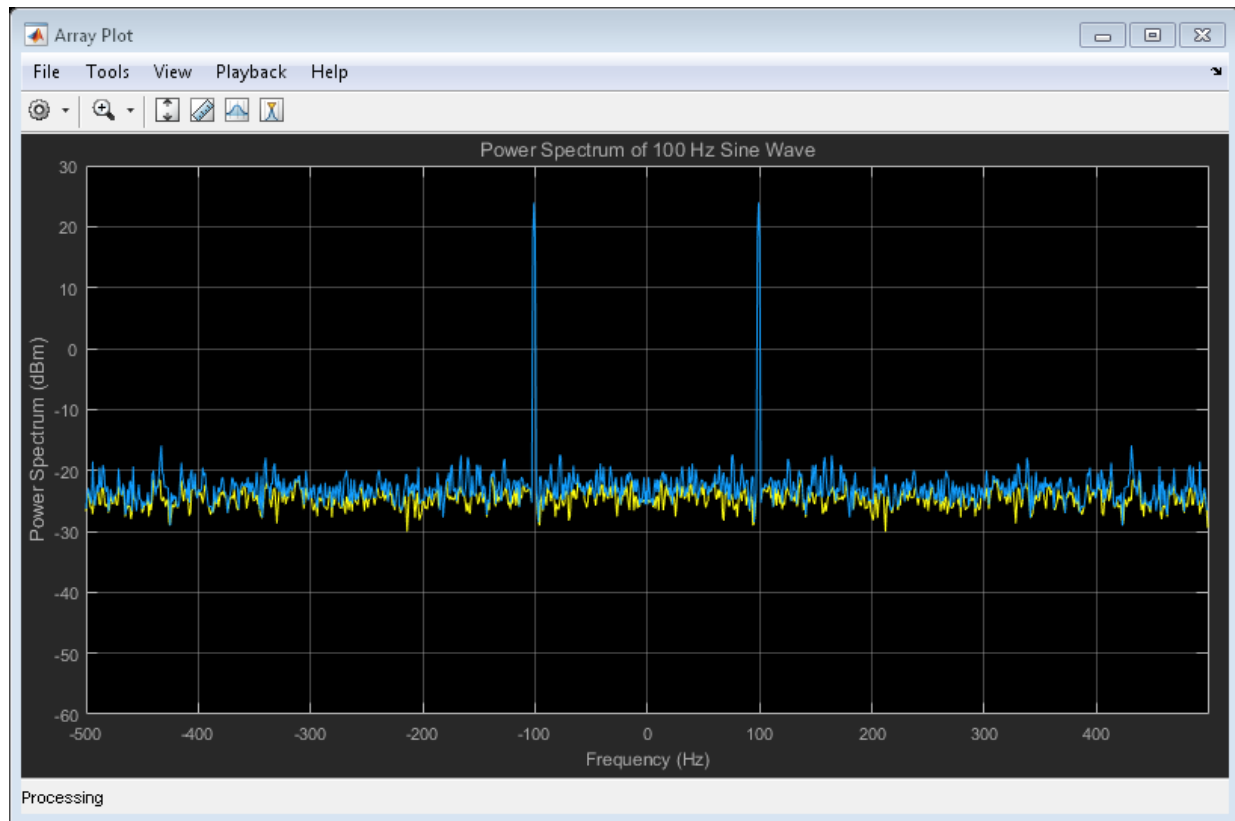 Array Plot
File Tools View Playback Help
Power Spectrum of 100 Hz Sine Wave
Power Spectrum (dBm)
30
20
10
0
-10
-20
-30
-40
-50
-60
-500 -400 -300 -200 -100 0 100 200 300 400
Frequency (Hz)
Processing